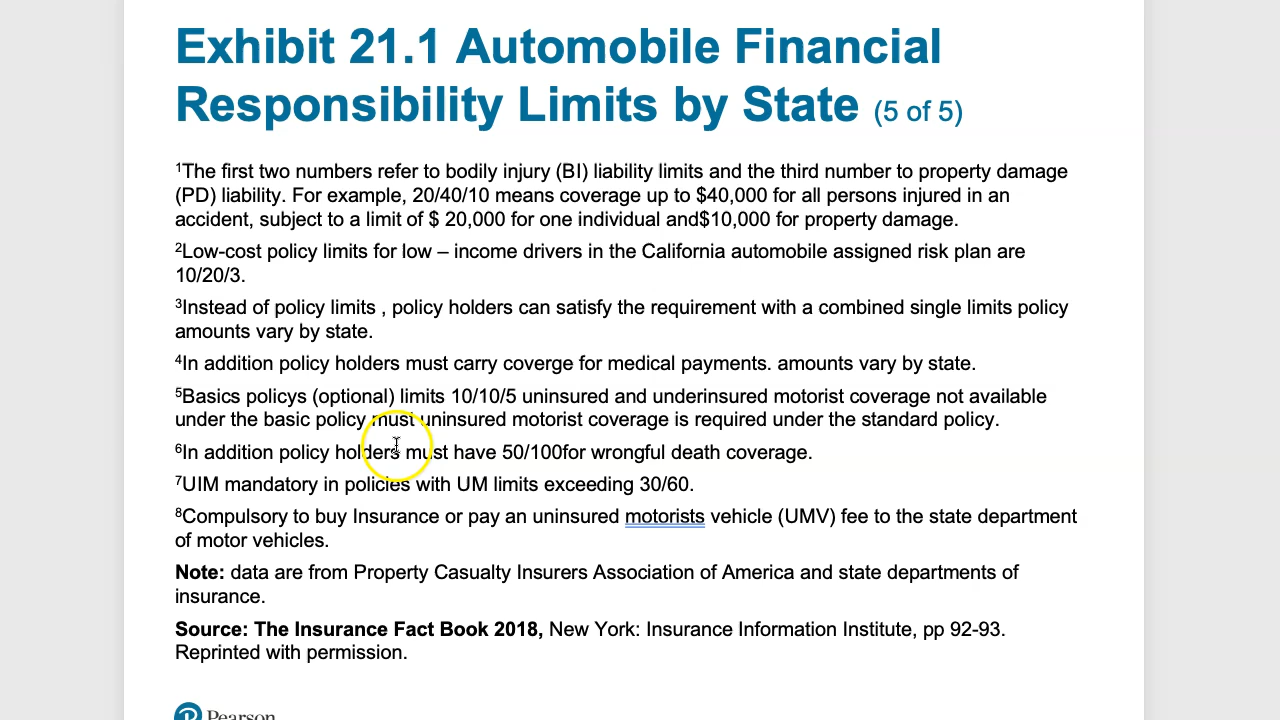 Exhibit 21.1 Automobile Financial
Responsibility Limits by State (5 of 5)
¹The first two numbers refer to bodily injury (BI) liability limits and the third number to property damage
(PD) liability. For example, 20/40/10 means coverage up to $40,000 for all persons injured in an
accident, subject to a limit of $ 20,000 for one individual and$10,000 for property damage.
²Low-cost policy limits for low – income drivers in the California automobile assigned risk plan are
10/20/3.
³Instead of policy limits , policy holders can satisfy the requirement with a combined single limits policy
amounts vary by state.
⁴In addition policy holders must carry coverge for medical payments. amounts vary by state.
⁵Basics policys (optional) limits 10/10/5 uninsured and underinsured motorist coverage not available
under the basic policy must uninsured motorist coverage is required under the standard policy.
⁶In addition policy holders must have 50/100for wrongful death coverage.
⁷UIM mandatory in policies with UM limits exceeding 30/60.
⁸Compulsory to buy Insurance or pay an uninsured motorists vehicle (UMV) fee to the state department
of motor vehicles.
Note: data are from Property Casualty Insurers Association of America and state departments of
insurance.
Source: The Insurance Fact Book 2018, New York: Insurance Information Institute, pp 92-93.
Reprinted with permission.
Pearson